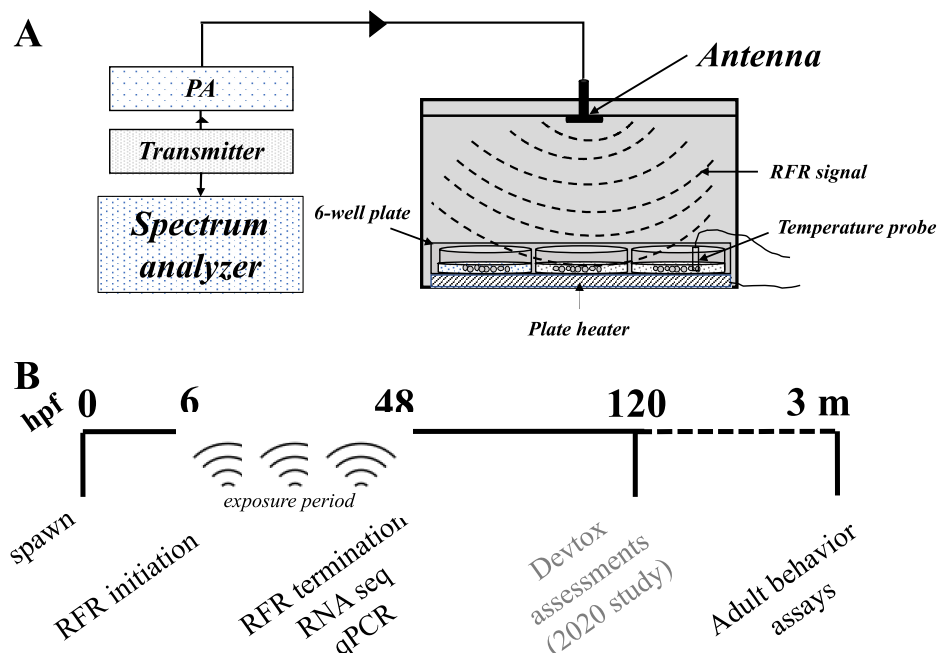 A
PA
Transmitter
Spectrum
analyzer
Antenna
RFR signal
6-well plate
Temperature probe
Plate heater
B
hpf 0 6 48 120 3 m
exposure period
spawn
RFR initiation
RFR termination
RNA seq
qPCR
Devtox
assessments
(2020 study)
Adult behavior
assays